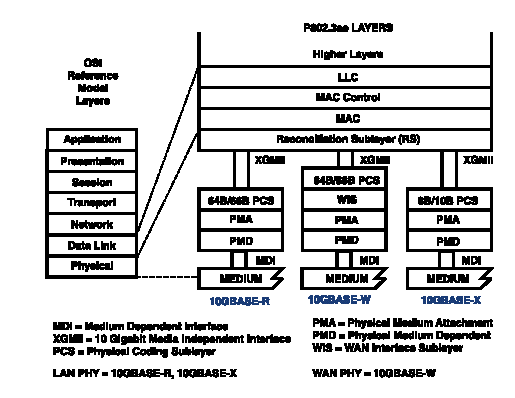 P802.3ae LAYERS
OSI
Reference
Model
Layers
Higher Layers
LLC
MAC Control
MAC
Reconciliation Sublayer (RS)
Application
Presentation
Session
Transport
Network
Data Link
Physical
XGMII
XGMII
XGMII
64B/66B PCS
PMA
PMD
64B/66B PCS
WIS
PMA
PMD
8B/10B PCS
PMA
PMD
MDI
MDI
MDI
MEDIUM
MEDIUM
MEDIUM
10GBASE-R
10GBASE-W
10GBASE-X
MDI = Medium Dependent Interface
XGMII = 10 Gigabit Media Independent Interface
PCS = Physical Coding Sublayer
LAN PHY = 10GBASE-R, 10GBASE-X
PMA = Physical Medium Attachment
PMD = Physical Medium Dependent
WIS = WAN Interface Sublayer
WAN PHY = 10GBASE-W